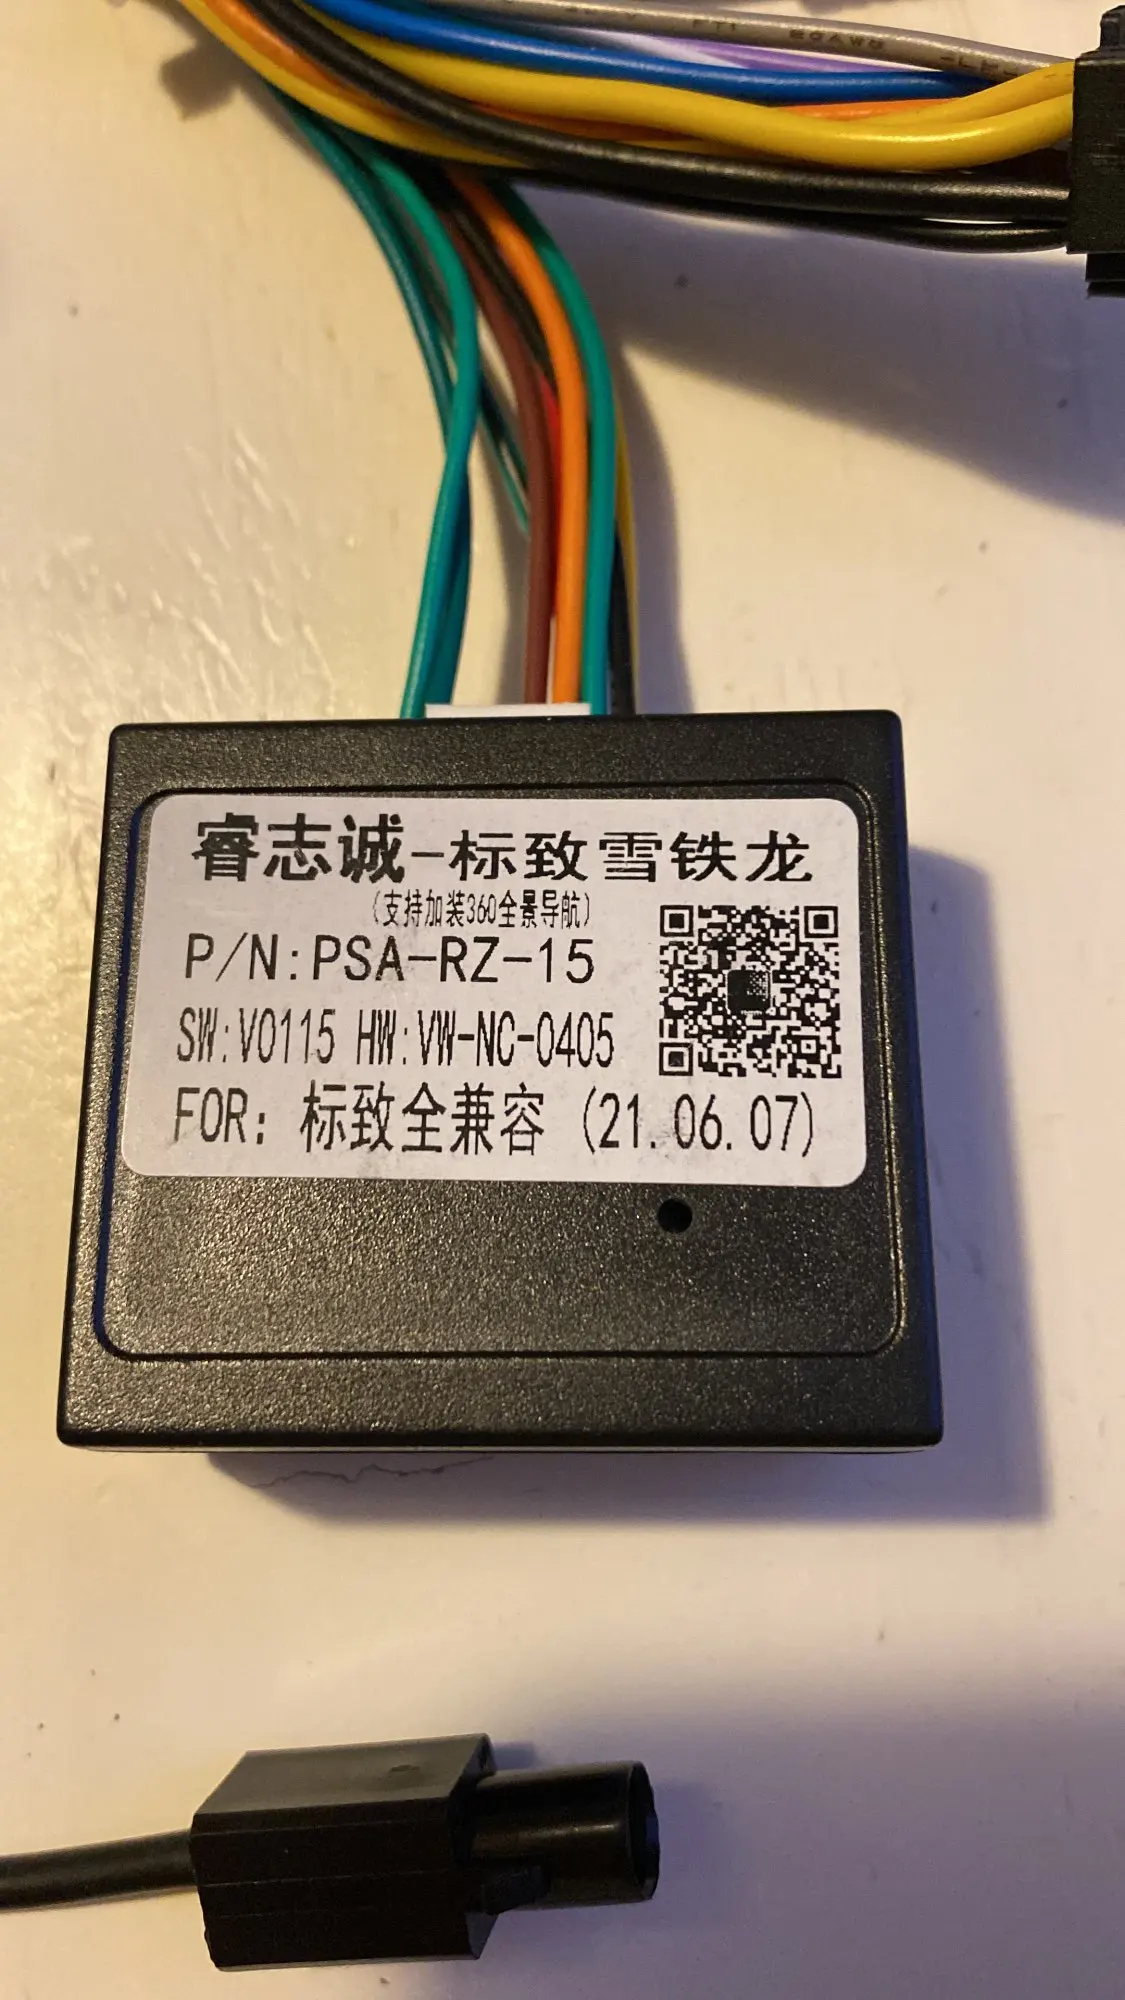 睿志诚-标致雪铁龙
(支持加装360全景导航)
P/N:PSA-RZ-15
SW:V0115 HW:VW-NC-0405
FOR: 标致全兼容 (21.06.07)